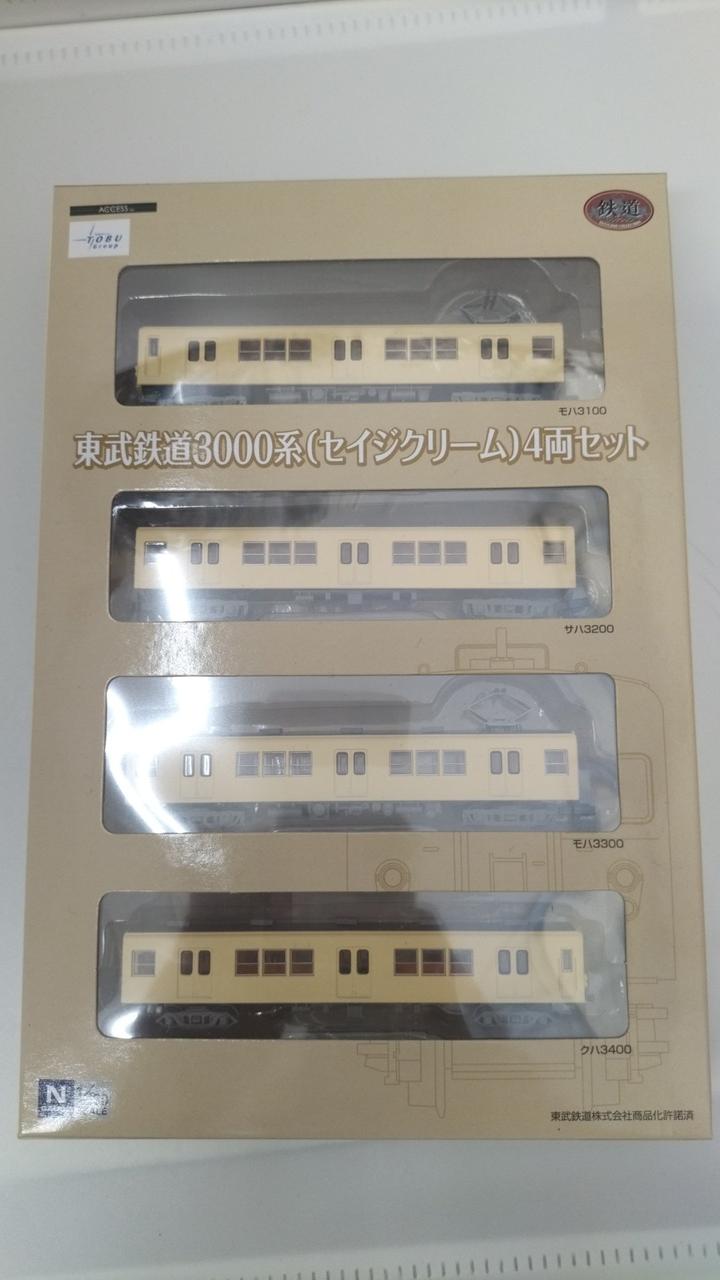 ACCESS
鉄道
TOBU
Group
モハ3100
東武鉄道3000系(セイジクリーム)4両セット
サハ3200
モハ3300
クハ3400
N
東武鉄道株式会社商品化許諾済